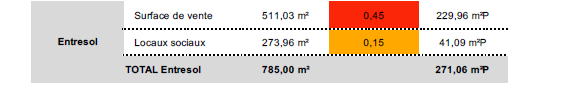 Surface de vente 511,03 m² 0,45 229,96 m²P
Entresol
Locaux sociaux 273,96 m² 0,15 41,09 m²P
TOTAL Entresol 785,00 m² 271,06 m²P